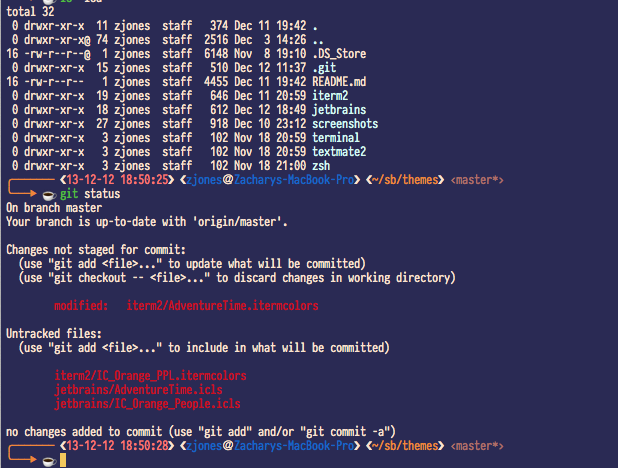 total 32
 0 drwxr-xr-x  11 zjones  staff   374 Dec 11 19:42 .
 0 drwxr-xr-x@ 74 zjones  staff  2516 Dec  3 14:26 ..
16 -rw-r--r--@  1 zjones  staff  6148 Nov  8 19:10 .DS_Store
 0 drwxr-xr-x  15 zjones  staff   510 Dec 12 11:37 .git
16 -rw-r--r--   1 zjones  staff  4455 Dec 11 19:42 README.md
 0 drwxr-xr-x  19 zjones  staff   646 Dec 11 20:59 iterm2
 0 drwxr-xr-x  18 zjones  staff   612 Dec 12 18:49 jetbrains
 0 drwxr-xr-x  27 zjones  staff   918 Dec 10 23:12 screenshots
 0 drwxr-xr-x   3 zjones  staff   102 Nov 18 20:59 terminal
 0 drwxr-xr-x   3 zjones  staff   102 Nov 18 20:59 textmate2
 0 drwxr-xr-x   3 zjones  staff   102 Nov 18 21:00 zsh
❮13-12-12 18:50:25❯ ❮zjones@Zacharys-MacBook-Pro❯ ❮~/sb/themes❯ <master*>
git status
On branch master
Your branch is up-to-date with 'origin/master'.
Changes not staged for commit:
  (use "git add <file>..." to update what will be committed)
  (use "git checkout -- <file>..." to discard changes in working directory)
        modified:   iterm2/AdventureTime.itermcolors
Untracked files:
  (use "git add <file>..." to include in what will be committed)
        iterm2/IC_Orange_PPL.itermcolors
        jetbrains/AdventureTime.icls
        jetbrains/IC_Orange_People.icls
no changes added to commit (use "git add" and/or "git commit -a")
❮13-12-12 18:50:28❯ ❮zjones@Zacharys-MacBook-Pro❯ ❮~/sb/themes❯ <master*>